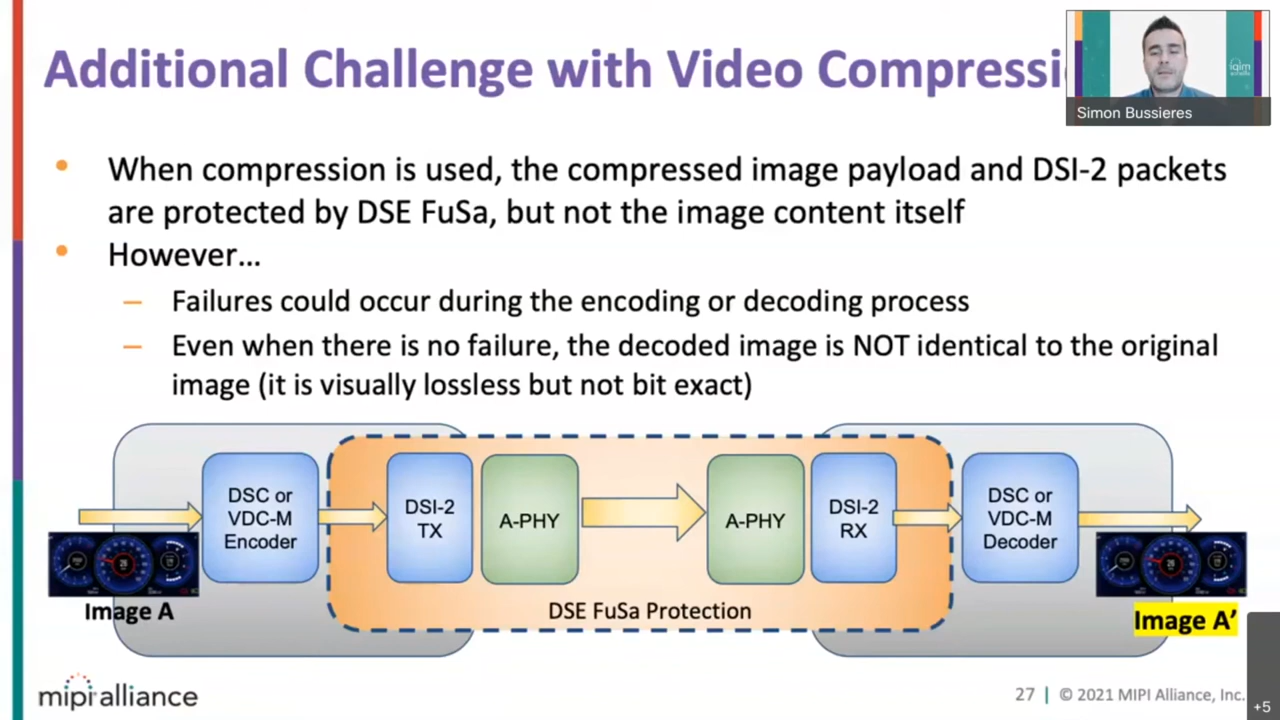 Additional Challenge with Video Compressi
Simon Bussieres
• When compression is used, the compressed image payload and DSI-2 packets
are protected by DSE FuSa, but not the image content itself
• However…
– Failures could occur during the encoding or decoding process
– Even when there is no failure, the decoded image is NOT identical to the original
image (it is visually lossless but not bit exact)
DSC or
VDC-M
Encoder
DSI-2
TX
A-PHY
A-PHY
DSI-2
RX
DSC or
VDC-M
Decoder
Image A
DSE FuSa Protection
Image A’
mipi alliance
27 | © 2021 MIPI Alliance, Inc.
+5